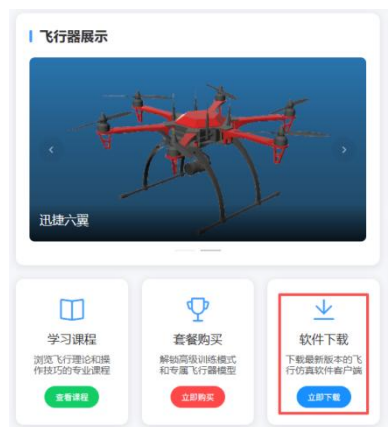 飞行器展示
迅捷六翼
学习课程
浏览飞行理论和操
作技巧的专业课程
查看课程
套餐购买
解锁高级训练模式
和专属飞行器模型
立即购买
软件下载
下载最新版本的飞
行仿真软件客户端
立即下载